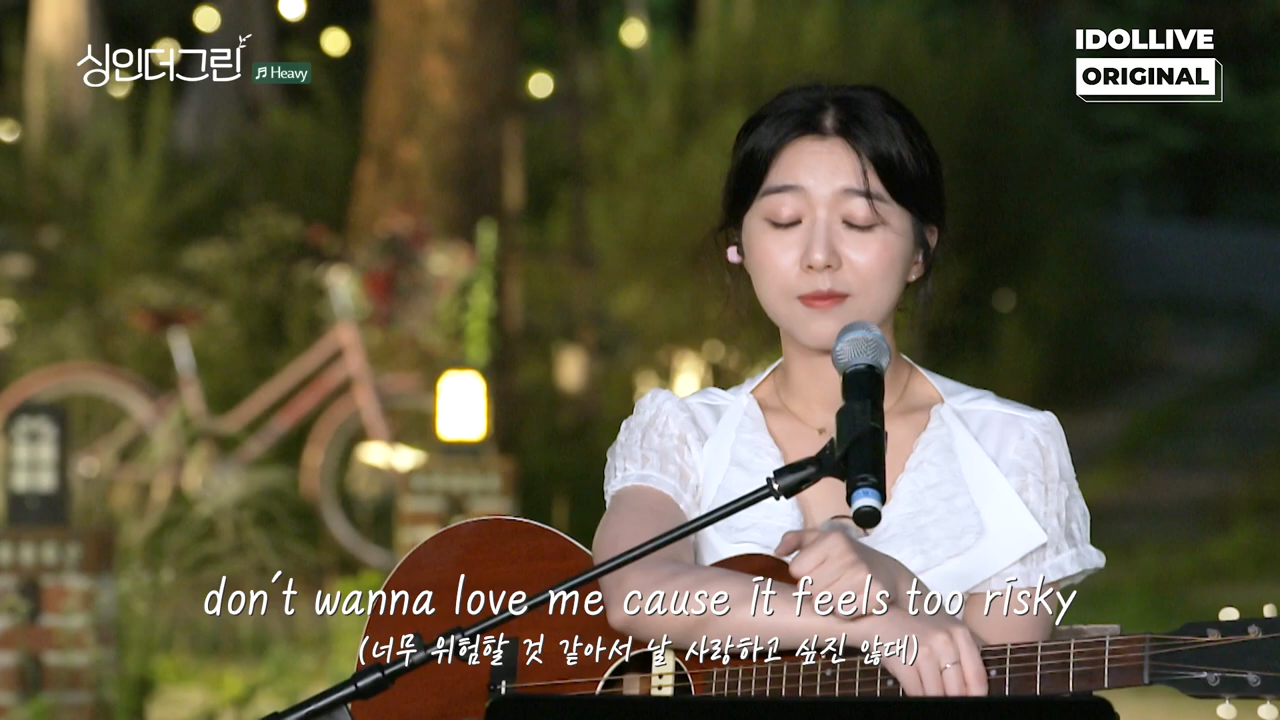 싱인더그린
♬ Heavy
IDOLLIVE
ORIGINAL
don't wanna love me cause it feels too risky
(너무 위험할 것 같아서 날 사랑하고 싶진 않대)